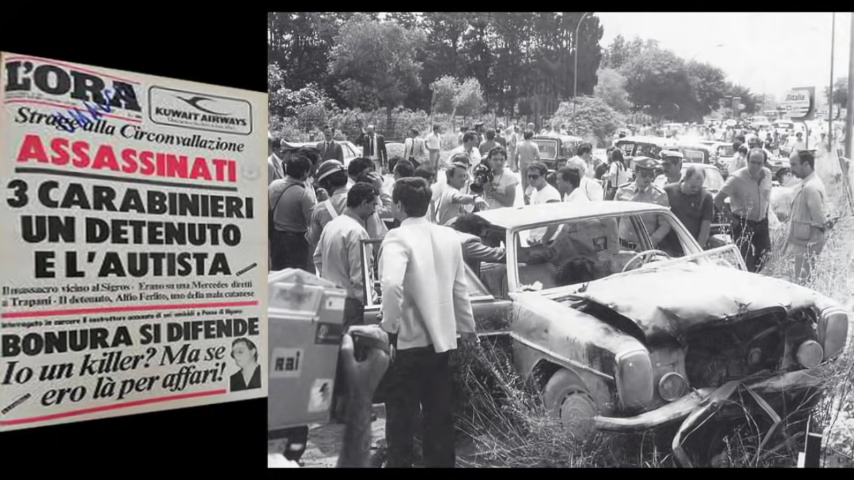 L'ORA
KUWAIT AIRWAYS
Strage alla Circonvallazione
ASSASSINATI
3 CARABINIERI
UN DETENUTO
E L'AUTISTA
Il massacro vicino al Sigros - Erano su una Mercedes diretti
a Trapani - Il detenuto, Alfio Ferlito, uno della mala catanese
BONURA SI DIFENDE
Io un killer? Ma se
ero là per affari!
RAI